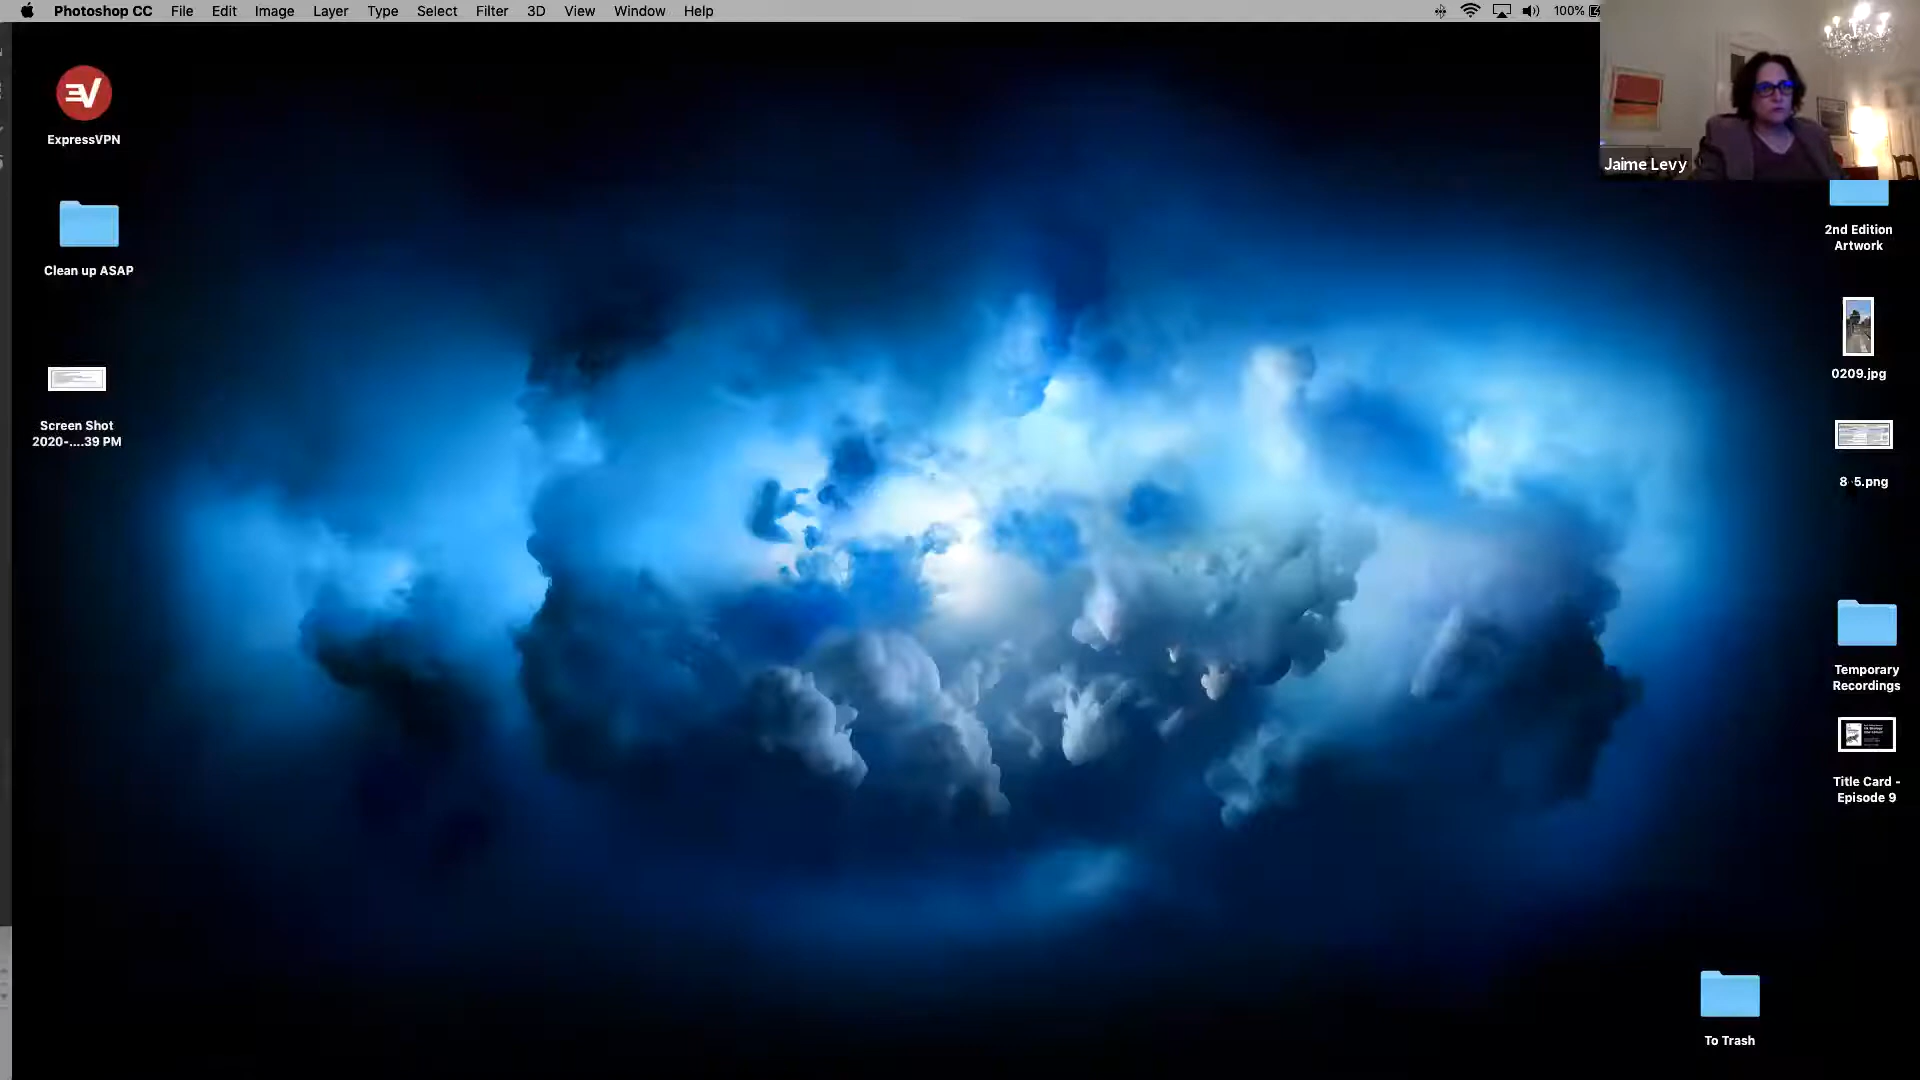 Photoshop CC File Edit Image Layer Type Select Filter 3D View Window Help 100%
ExpressVPN
Clean up ASAP
Screen Shot
2020-....39 PM
Jaime Levy
2nd Edition
Artwork
0209.jpg
8-5.png
Temporary
Recordings
Title Card -
Episode 9
To Trash